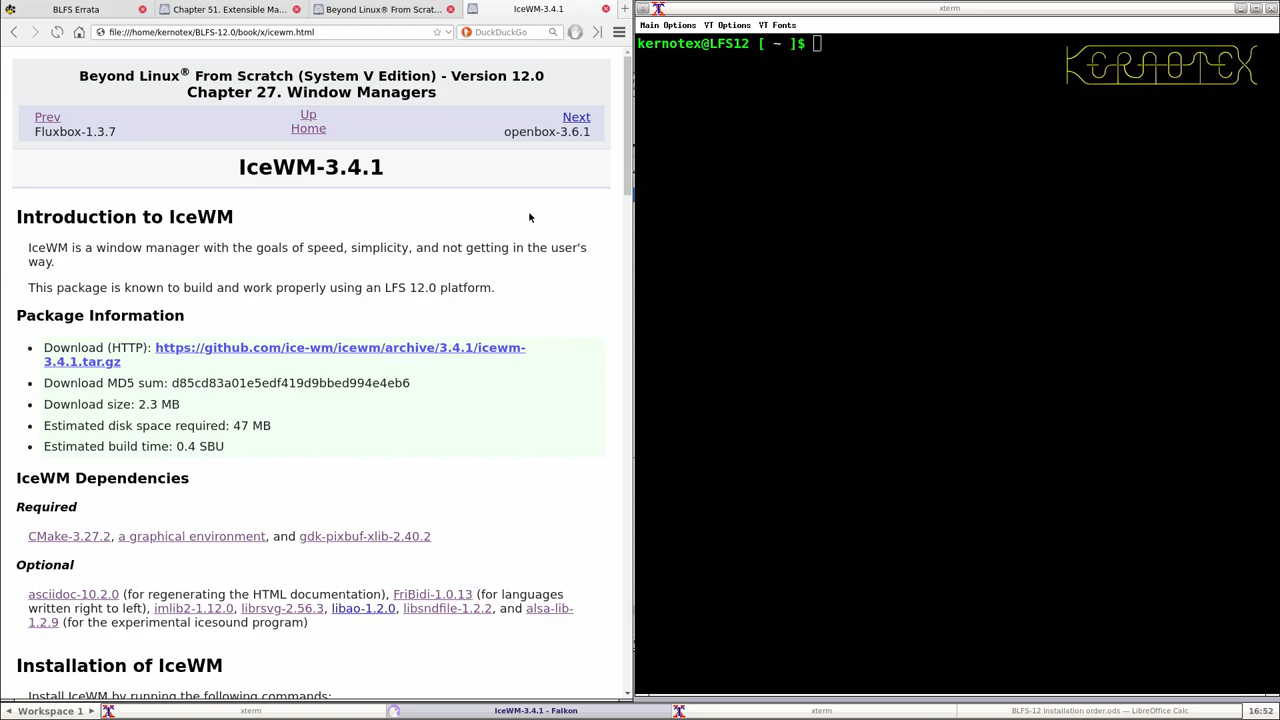 BLFS Errata
Chapter 51. Extensible Ma...
Beyond Linux® From Scrat...
IceWM-3.4.1
file:///home/kernotex/BLFS-12.0/book/x/icewm.html
DuckDuckGo
Beyond Linux® From Scratch (System V Edition) - Version 12.0
Chapter 27. Window Managers
Prev
Up
Next
Fluxbox-1.3.7
Home
openbox-3.6.1
IceWM-3.4.1
Introduction to IceWM
IceWM is a window manager with the goals of speed, simplicity, and not getting in the user's
way.
This package is known to build and work properly using an LFS 12.0 platform.
Package Information
• Download (HTTP): https://github.com/ice-wm/icewm/archive/3.4.1/icewm-
3.4.1.tar.gz
• Download MD5 sum: d85cd83a01e5edf419d9bbed994e4eb6
• Download size: 2.3 MB
• Estimated disk space required: 47 MB
• Estimated build time: 0.4 SBU
IceWM Dependencies
Required
CMake-3.27.2, a graphical environment, and gdk-pixbuf-xlib-2.40.2
Optional
asciidoc-10.2.0 (for regenerating the HTML documentation), FriBidi-1.0.13 (for languages
written right to left), imlib2-1.12.0, librsvg-2.56.3, libao-1.2.0, libsndfile-1.2.2, and alsa-lib-
1.2.9 (for the experimental icesound program)
Installation of IceWM
Install IceWM by running the following commands:
xterm
Main Options VT Options VT Fonts
kernotex@LFS12 [ ~ ]$
KERNOTEX
Workspace 1
xterm
IceWM-3.4.1 - Falkon
xterm
BLFS-12 Installation order.ods — LibreOffice Calc
16:52